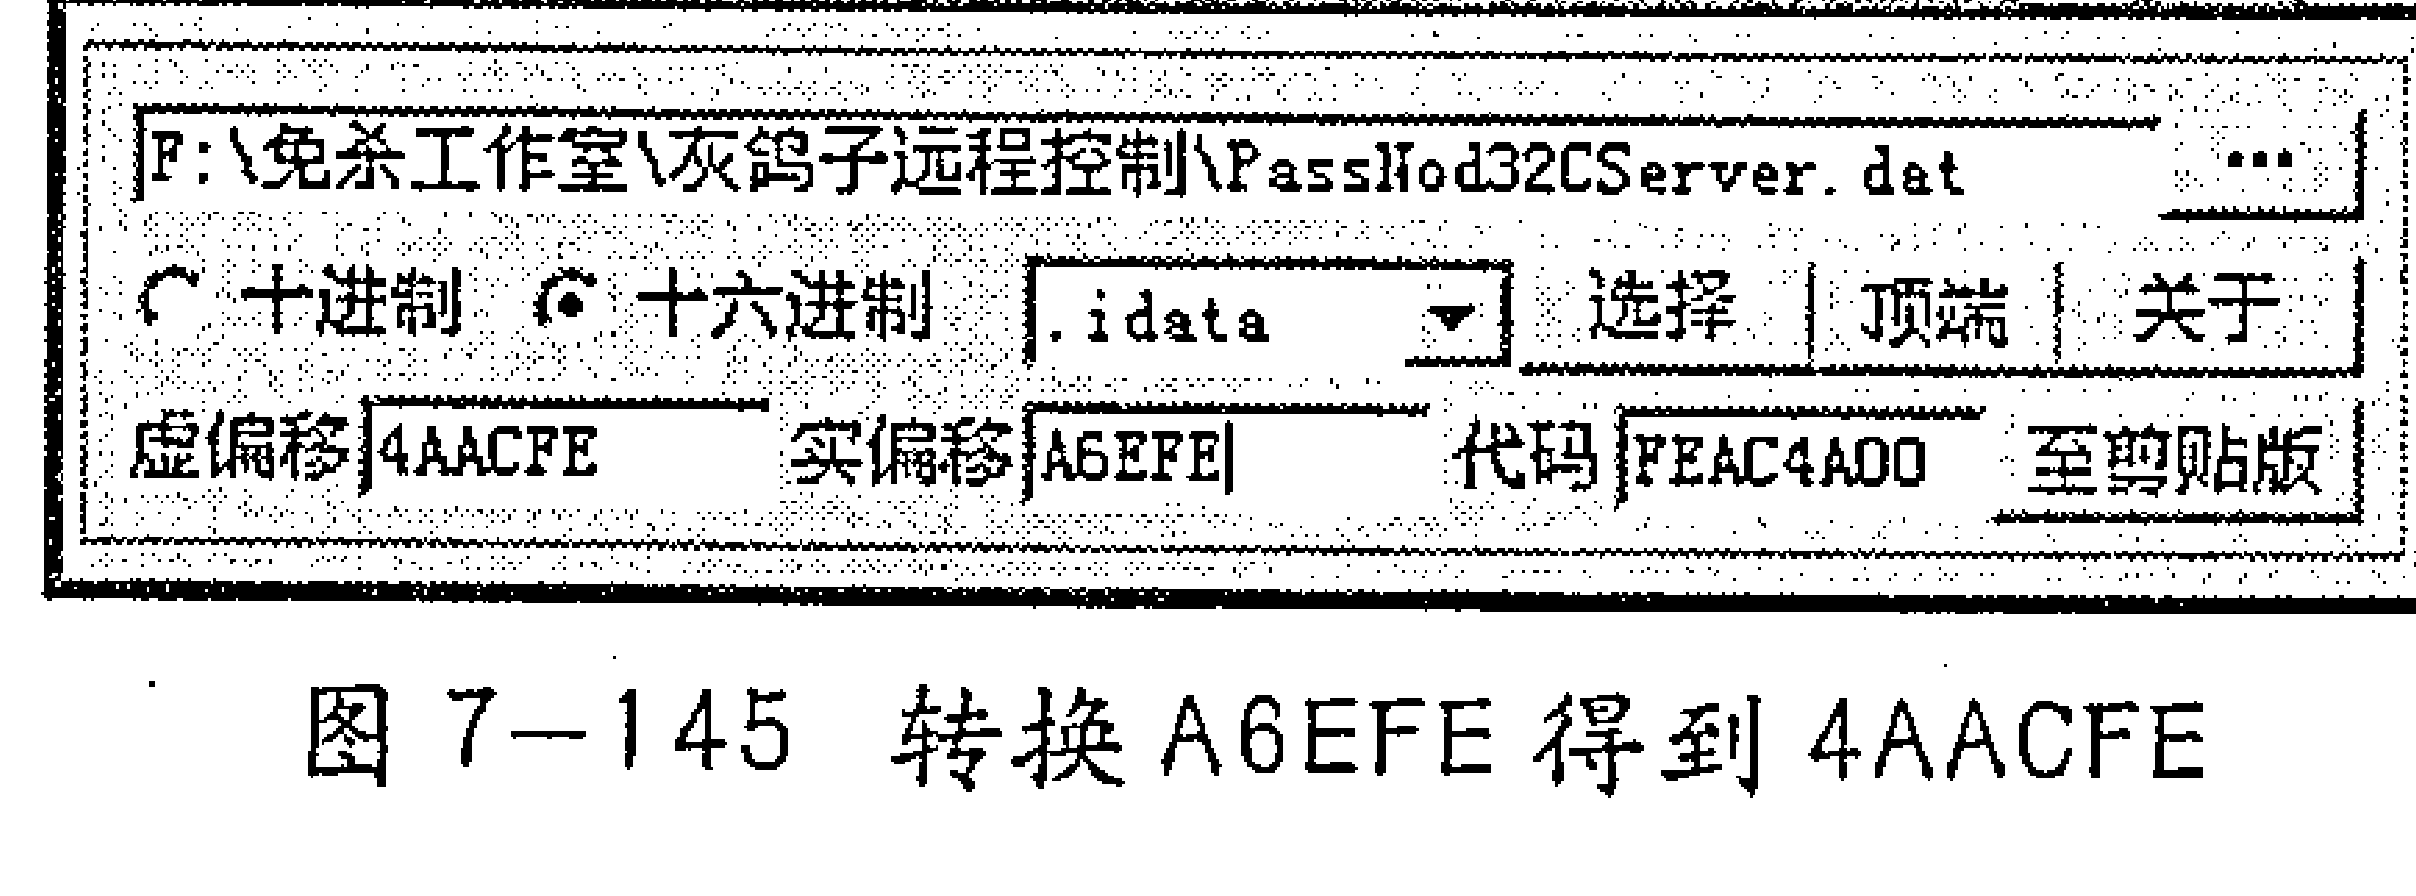 F:\免杀工作室\灰鸽子远程控制\PassNod32CServer.dat ...
十进制 十六进制 .idata 选择 顶端 关于
虚偏移 4AACFE 实偏移 A6EFE 代码 FEAC4A00 至剪贴版
图 7-145 转换 A6EFE 得到 4AACFE